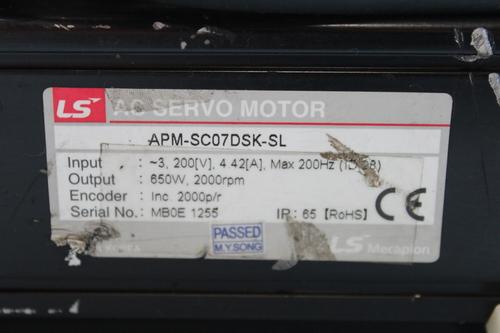 LS AC SERVO MOTOR
APM-SC07DSK-SL
Input : ~3, 200[V], 4.42[A], Max 200Hz
Output : 650W, 2000rpm
Encoder : Inc. 2000p/r
Serial No. : MB0E 1255 IP: 65 [RoHS] CE
PASSED
M.Y.SONG
KOREA
LS Mecapion